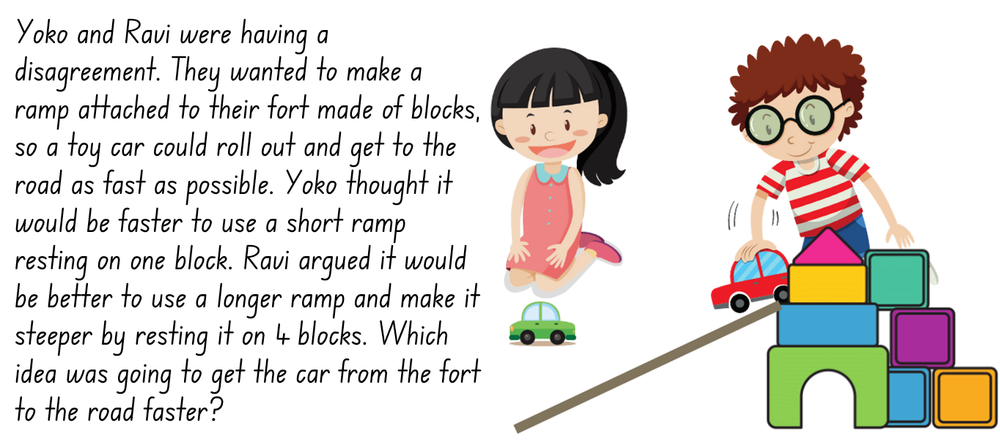 Yoko and Ravi were having a
disagreement. They wanted to make a
ramp attached to their fort made of blocks,
so a toy car could roll out and get to the
road as fast as possible. Yoko thought it
would be faster to use a short ramp
resting on one block. Ravi argued it would
be better to use a longer ramp and make it
steeper by resting it on 4 blocks. Which
idea was going to get the car from the fort
to the road faster?